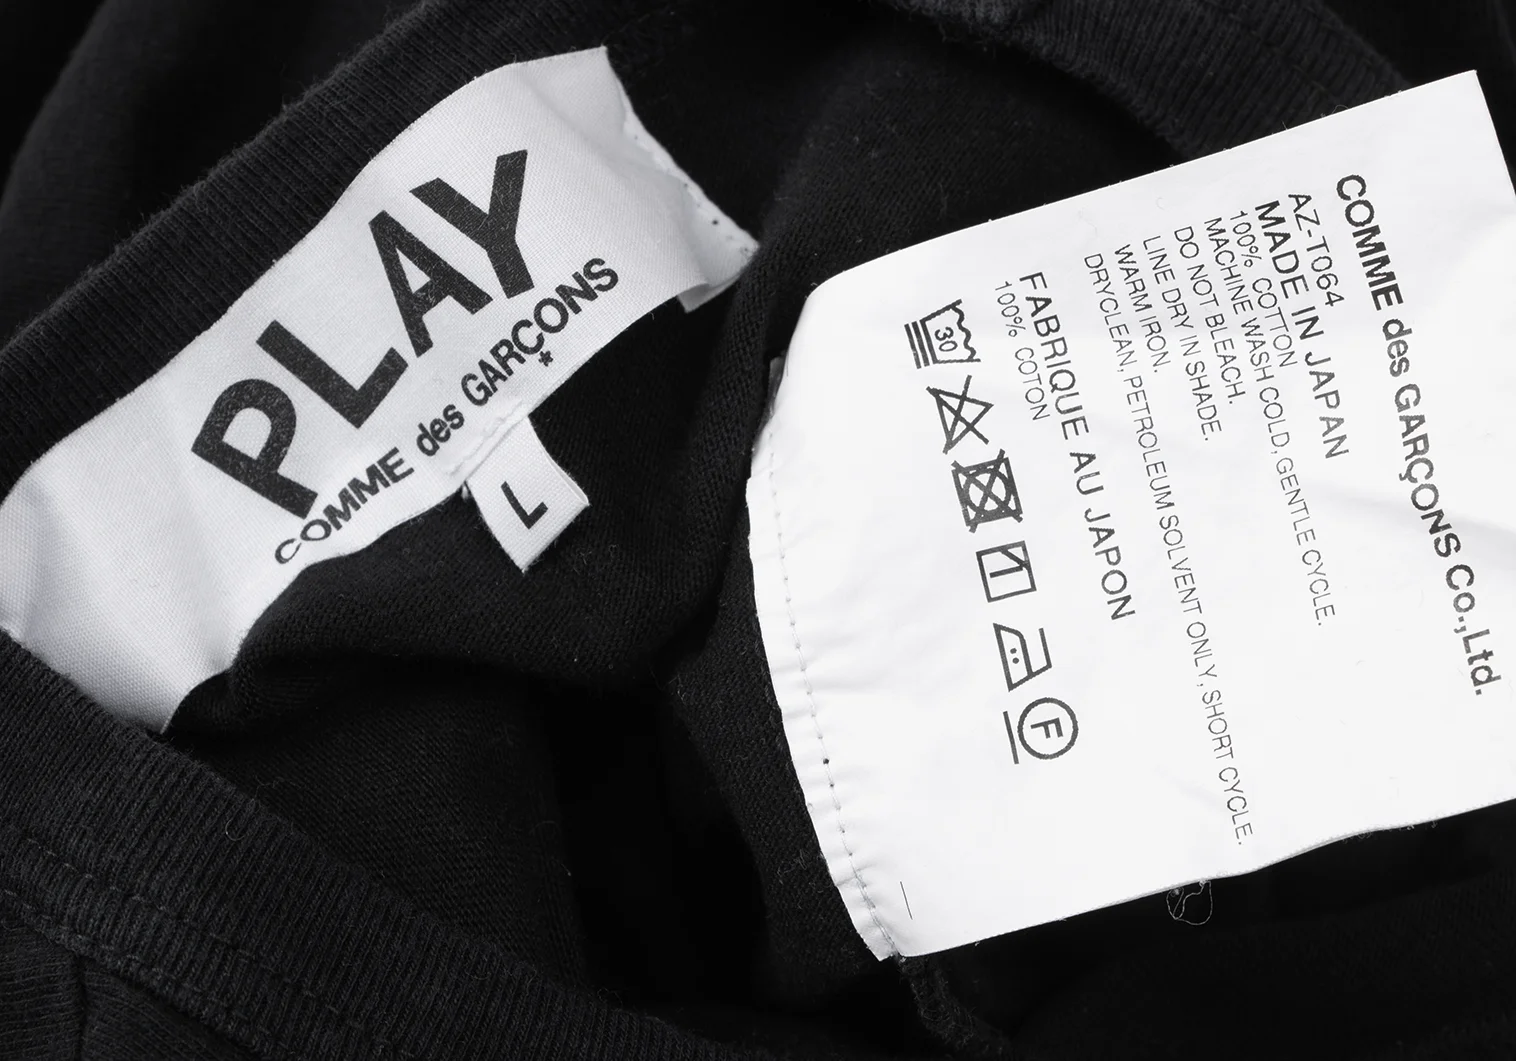 PLAY
COMME des GARÇONS
*
L
COMME des GARÇONS Co.,Ltd.
AZ-T064
MADE IN JAPAN
100% COTTON
MACHINE WASH COLD, GENTLE CYCLE.
DO NOT BLEACH.
LINE DRY IN SHADE.
WARM IRON.
DRYCLEAN, PETROLEUM SOLVENT ONLY, SHORT CYCLE.
FABRIQUE AU JAPON
100% COTON
30
F